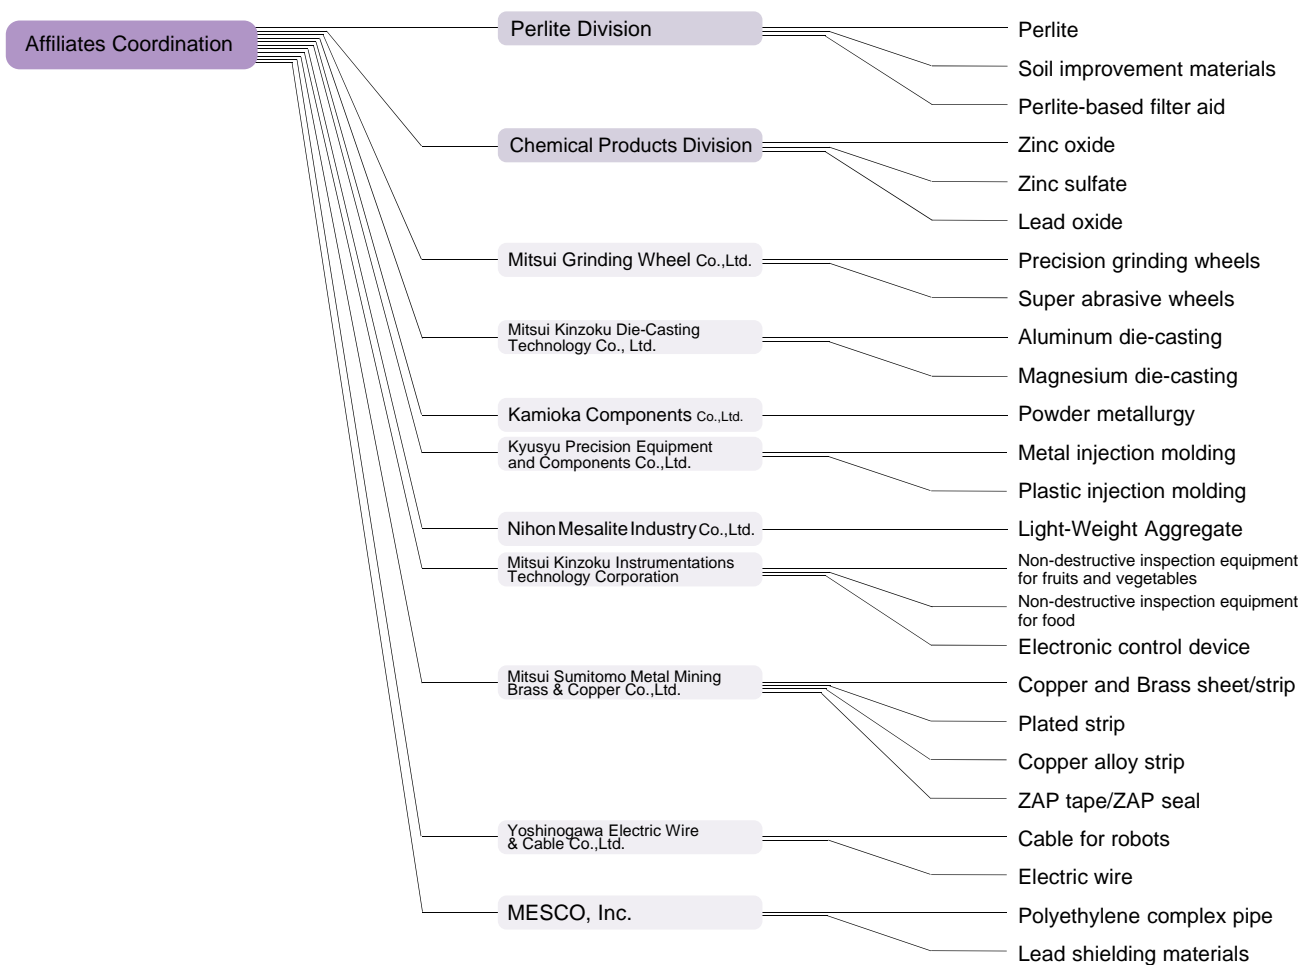 Affiliates Coordination
Perlite Division
Perlite
Soil improvement materials
Perlite-based filter aid
Chemical Products Division
Zinc oxide
Zinc sulfate
Lead oxide
Mitsui Grinding Wheel Co.,Ltd.
Precision grinding wheels
Super abrasive wheels
Mitsui Kinzoku Die-Casting
Technology Co., Ltd.
Aluminum die-casting
Magnesium die-casting
Kamioka Components Co.,Ltd.
Powder metallurgy
Kyusyu Precision Equipment
and Components Co.,Ltd.
Metal injection molding
Plastic injection molding
Nihon Mesalite Industry Co.,Ltd.
Light-Weight Aggregate
Mitsui Kinzoku Instrumentations
Technology Corporation
Non-destructive inspection equipment
for fruits and vegetables
Non-destructive inspection equipment
for food
Electronic control device
Mitsui Sumitomo Metal Mining
Brass & Copper Co.,Ltd.
Copper and Brass sheet/strip
Plated strip
Copper alloy strip
ZAP tape/ZAP seal
Yoshinogawa Electric Wire
& Cable Co.,Ltd.
Cable for robots
Electric wire
MESCO, Inc.
Polyethylene complex pipe
Lead shielding materials